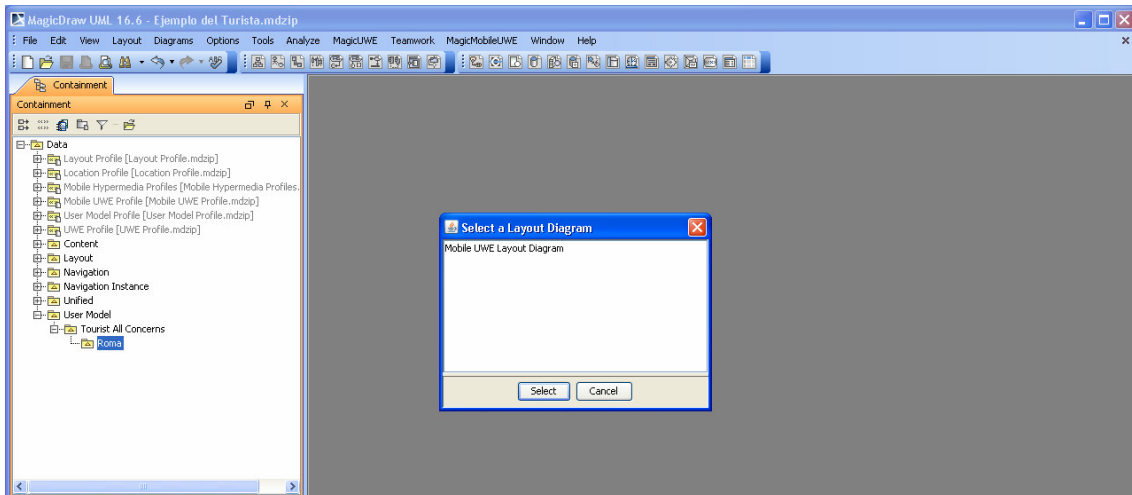 MagicDraw UML 16.6 - Ejemplo del Turista.mdzip
File Edit View Layout Diagrams Options Tools Analyze MagicUWE Teamwork MagicMobileUWE Window Help
Containment
Containment
Data
Layout Profile [Layout Profile.mdzip]
Location Profile [Location Profile.mdzip]
Mobile Hypermedia Profiles [Mobile Hypermedia Profiles.
Mobile UWE Profile [Mobile UWE Profile.mdzip]
User Model Profile [User Model Profile.mdzip]
UWE Profile [UWE Profile.mdzip]
Content
Layout
Navigation
Navigation Instance
Unified
User Model
Tourist All Concerns
Roma
Select a Layout Diagram
Mobile UWE Layout Diagram
Select Cancel